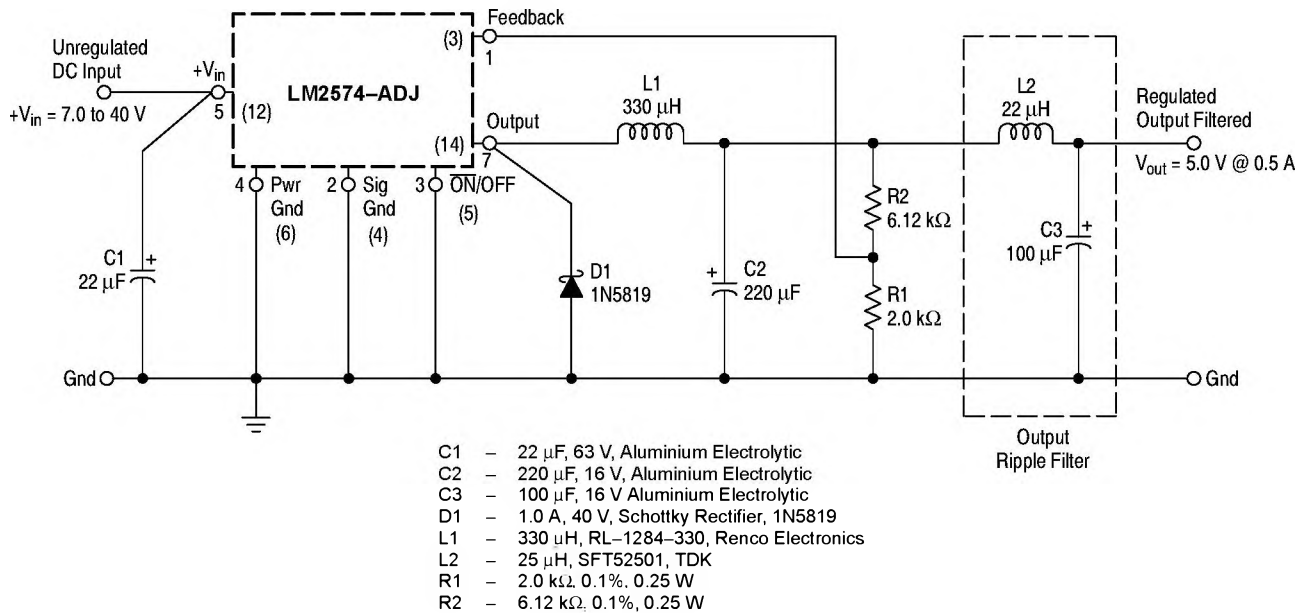 Feedback
(3)
1
Unregulated
DC Input
+Vin
LM2574–ADJ
+Vin = 7.0 to 40 V
5
(12)
Output
(14)
7
L1
330 μH
L2
22 μH
Regulated
Output Filtered
Vout = 5.0 V @ 0.5 A
4
Pwr
Gnd
(6)
2
Sig
Gnd
(4)
3
ON/OFF
(5)
C1
22 μF
+
D1
1N5819
+
C2
220 μF
R2
6.12 kΩ
R1
2.0 kΩ
C3
100 μF
+
Gnd
Gnd
Output
Ripple Filter
C1 – 22 μF, 63 V, Aluminium Electrolytic
C2 – 220 μF, 16 V, Aluminium Electrolytic
C3 – 100 μF, 16 V Aluminium Electrolytic
D1 – 1.0 A, 40 V, Schottky Rectifier, 1N5819
L1 – 330 μH, RL–1284–330, Renco Electronics
L2 – 25 μH, SFT52501, TDK
R1 – 2.0 kΩ, 0.1%, 0.25 W
R2 – 6.12 kΩ, 0.1%, 0.25 W